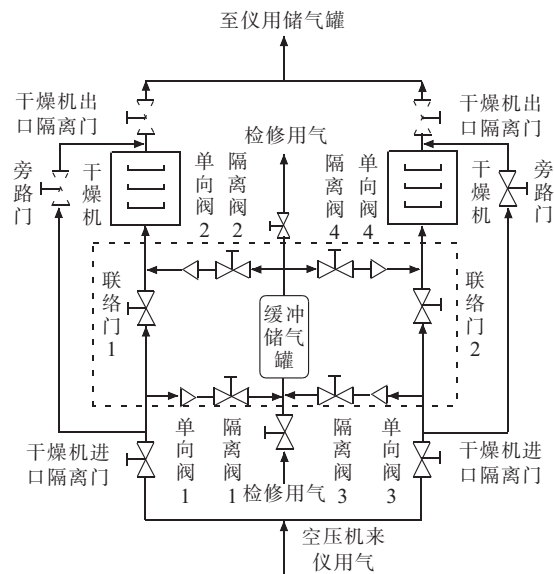 至仪用储气罐
干燥机出
口隔离门
检修用气
干燥机出
口隔离门
旁路门
干燥机
单向阀2
隔离阀2
隔离阀4
单向阀4
干燥机
旁路门
联络门1
缓冲
储气
罐
联络门2
干燥机进
口隔离门
单向阀1
隔离阀1
检修用气
隔离阀3
单向阀3
干燥机进
口隔离门
空压机来
仪用气